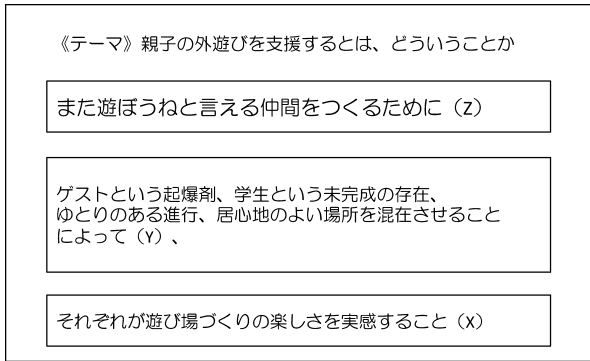 《テーマ》親子の外遊びを支援するとは、どういうことか
また遊ぼうねと言える仲間をつくるために（Z）
ゲストという起爆剤、学生という未完成の存在、
ゆとりのある進行、居心地のよい場所を混在させること
によって（Y）、
それぞれが遊び場づくりの楽しさを実感すること（X）